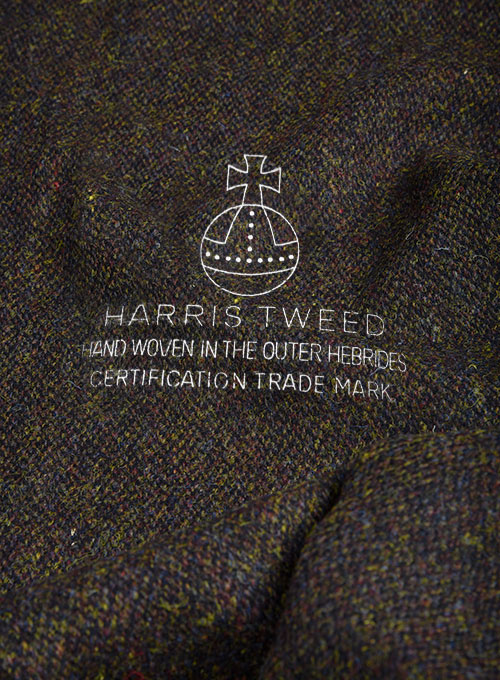 HARRIS TWEED
HAND WOVEN IN THE OUTER HEBRIDES
CERTIFICATION TRADE MARK